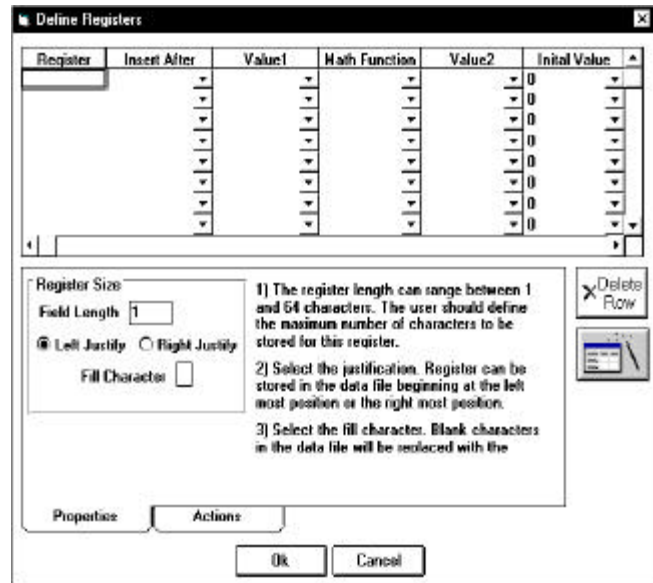 Define Registers
Register Insert After Value1 Math Function Value2 Inital Value
0
0
0
0
0
0
0
0
Register Size
Field Length 1
Left Justify Right Justify
Fill Character
1) The register length can range between 1
and 64 characters. The user should define
the maximum number of characters to be
stored for this register.
2) Select the justification. Register can be
stored in the data file beginning at the left
most position or the right most position.
3) Select the fill character. Blank characters
in the data file will be replaced with the
Delete
Row
Properties Actions
Ok Cancel